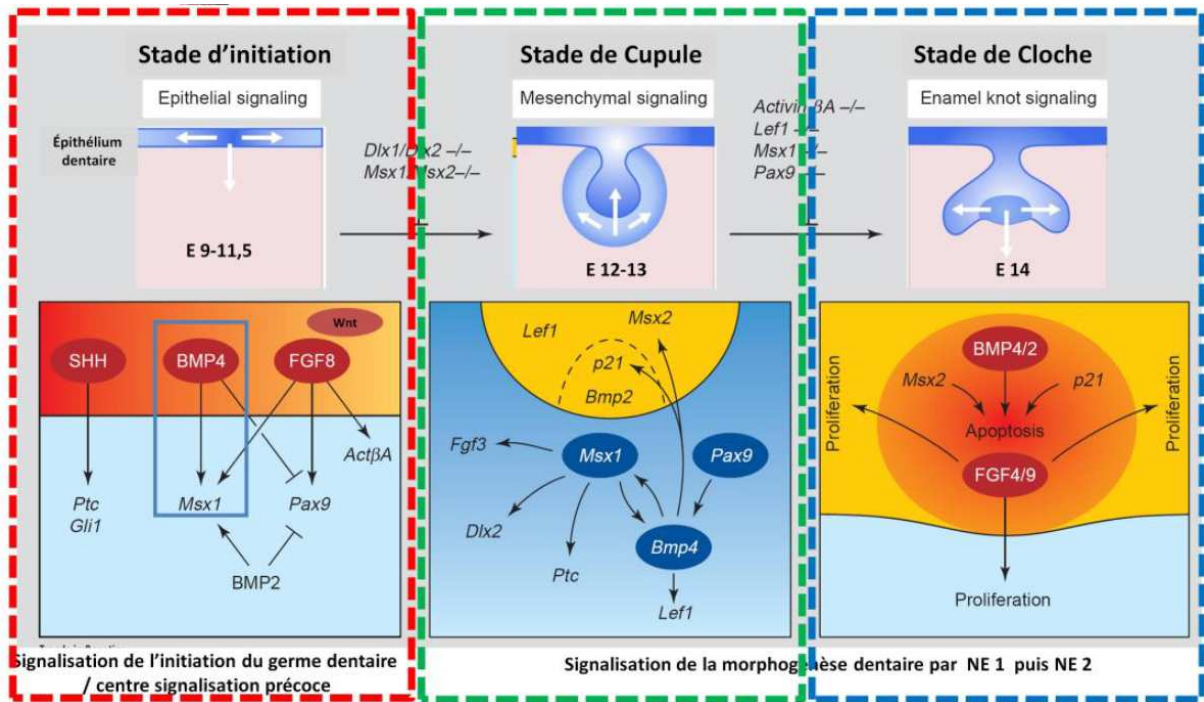 Stade d'initiation
Epithelial signaling
Épithélium
dentaire
E 9-11,5
Dlx1/Dlx2 –/–
Msx1/Msx2–/–
Stade de Cupule
Mesenchymal signaling
E 12-13
Activin βA –/–
Lef1 –/–
Msx1 –/–
Pax9 –/–
Stade de Cloche
Enamel knot signaling
E 14
Wnt
SHH
BMP4
FGF8
ActβA
Ptc
Gli1
Msx1
Pax9
BMP2
Lef1
Msx2
p21
Bmp2
Fgf3
Msx1
Pax9
Dlx2
Bmp4
Ptc
Lef1
BMP4/2
Msx2
p21
Proliferation
Proliferation
Apoptosis
FGF4/9
Proliferation
Signalisation de l'initiation du germe dentaire
/ centre signalisation précoce
Signalisation de la morphogenèse dentaire par NE 1 puis NE 2